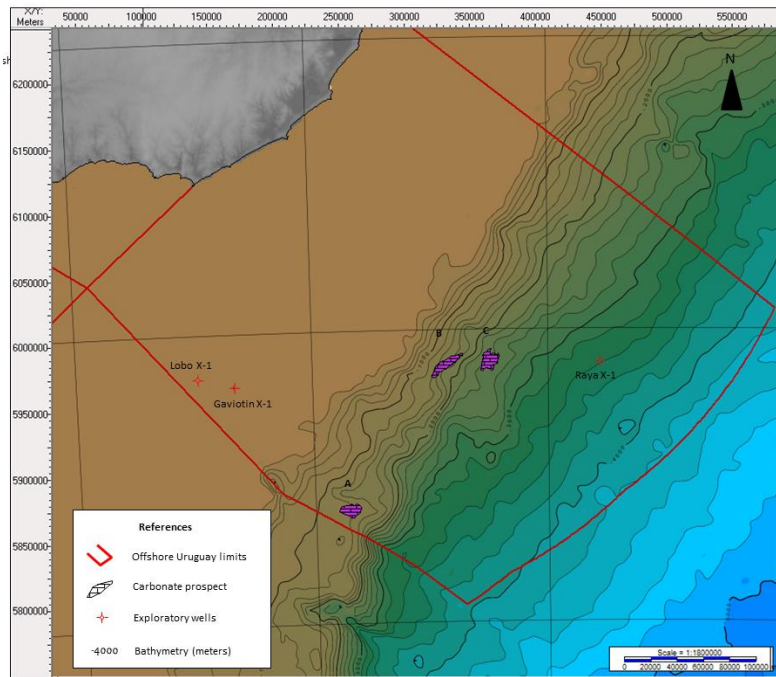 X/Y:
Meters
50000 100000 150000 200000 250000 300000 350000 400000 450000 500000 550000
6200000
6150000
6100000
6050000
6000000
5950000
5900000
5850000
5800000
N
B
C
A
Lobo X-1
Gaviotin X-1
Raya X-1
References
Offshore Uruguay limits
Carbonate prospect
Exploratory wells
-4000 Bathymetry (meters)
Scale = 1:1800000
0 20000 40000 60000 80000 100000